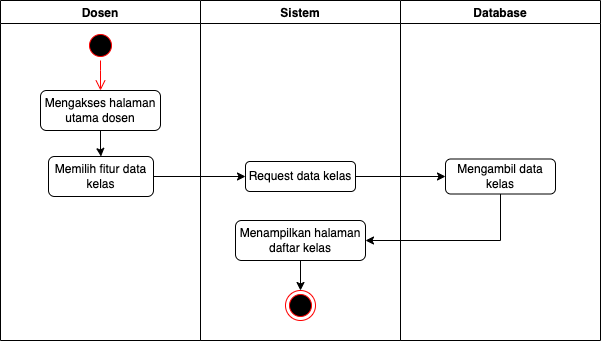 Dosen
Sistem
Database
Mengakses halaman
utama dosen
Memilih fitur data
kelas
Request data kelas
Mengambil data
kelas
Menampilkan halaman
daftar kelas